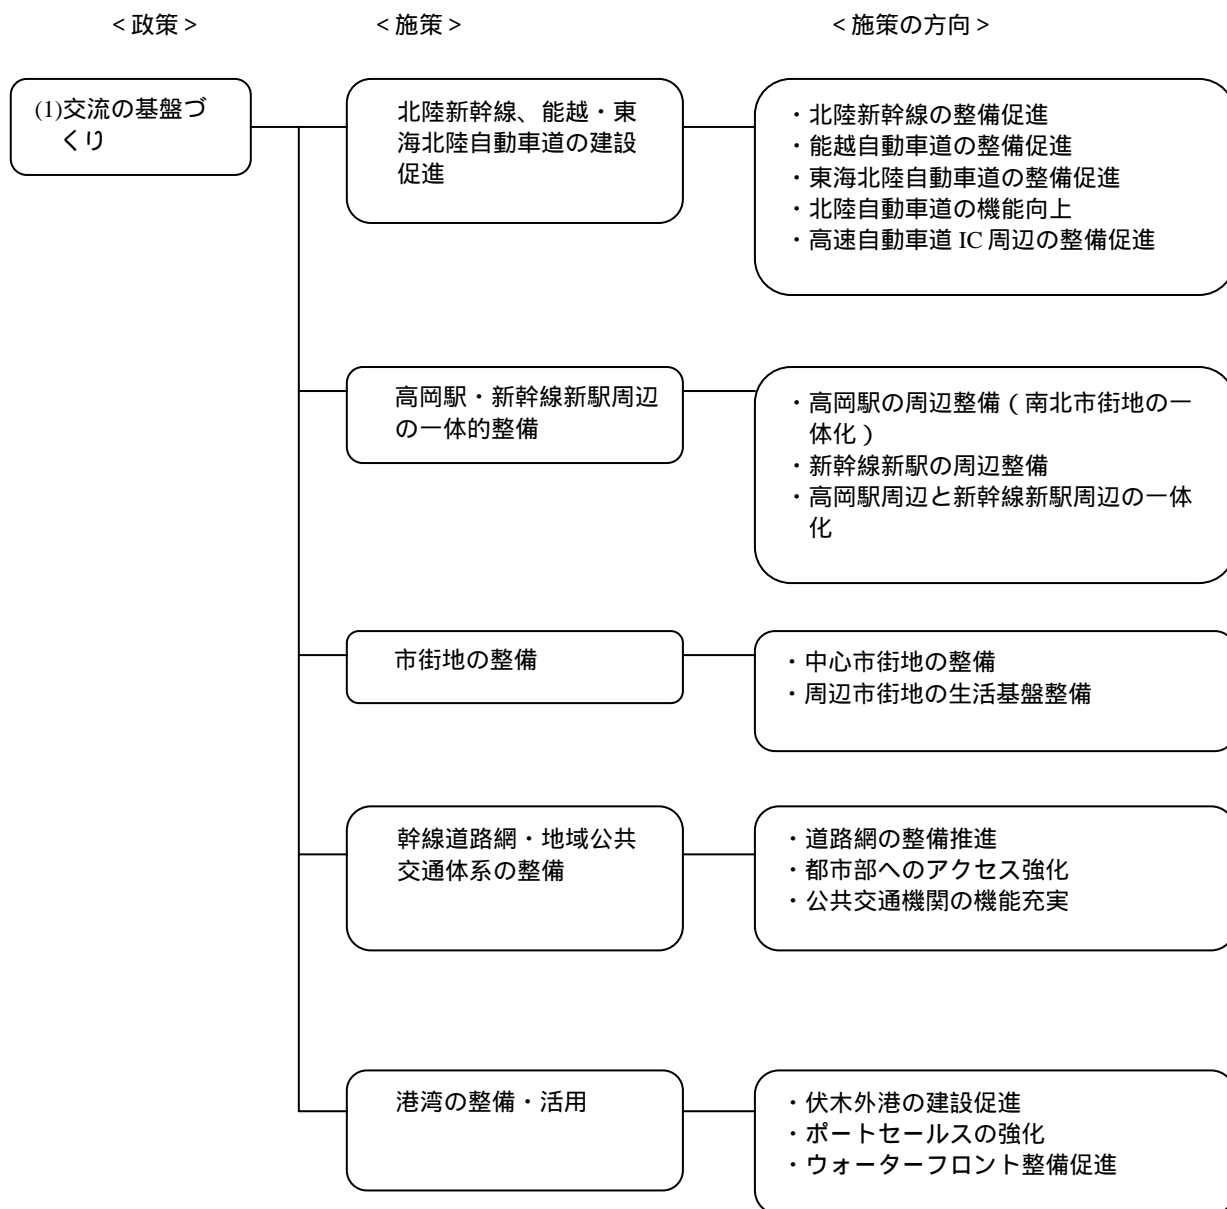 ＜政策＞ ＜施策＞ ＜施策の方向＞
(1)交流の基盤づ
くり
北陸新幹線、能越・東
海北陸自動車道の建設
促進
・北陸新幹線の整備促進
・能越自動車道の整備促進
・東海北陸自動車道の整備促進
・北陸自動車道の機能向上
・高速自動車道 IC 周辺の整備促進
高岡駅・新幹線新駅周辺
の一体的整備
・高岡駅の周辺整備（南北市街地の一
体化）
・新幹線新駅の周辺整備
・高岡駅周辺と新幹線新駅周辺の一体
化
市街地の整備
・中心市街地の整備
・周辺市街地の生活基盤整備
幹線道路網・地域公共
交通体系の整備
・道路網の整備推進
・都市部へのアクセス強化
・公共交通機関の機能充実
港湾の整備・活用
・伏木外港の建設促進
・ポートセールスの強化
・ウォーターフロント整備促進